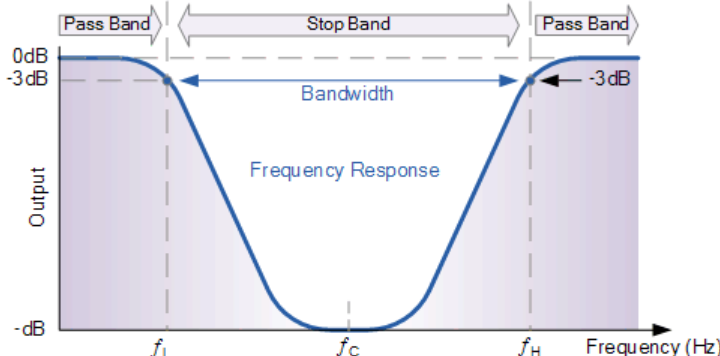 Pass Band Stop Band Pass Band
0dB
-3dB -3dB
Bandwidth
Frequency Response
Output
-dB
fL fC fH Frequency (Hz)